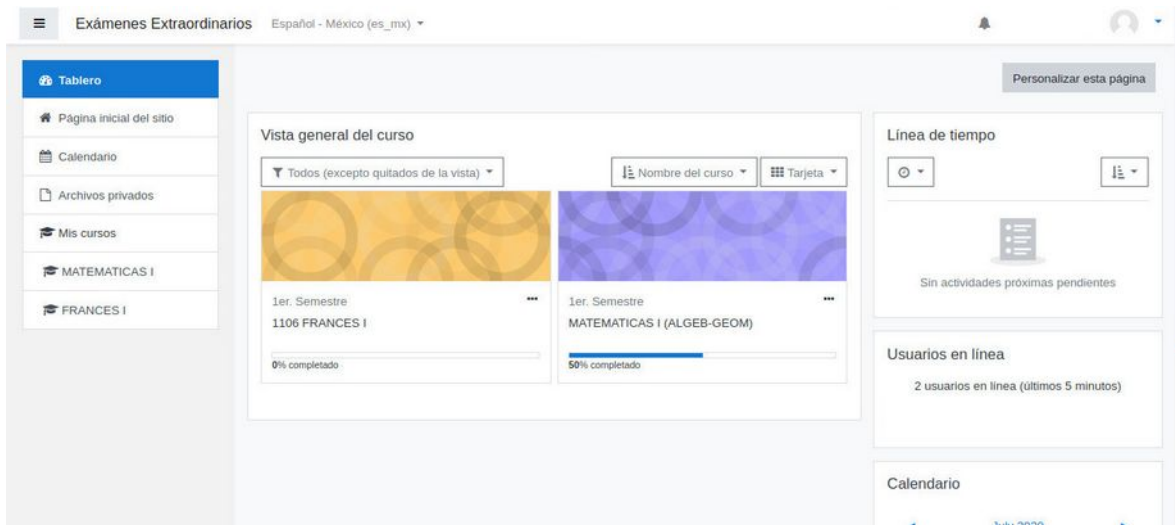 Exámenes Extraordinarios Español - México (es_mx)
Tablero
Página inicial del sitio
Calendario
Archivos privados
Mis cursos
MATEMATICAS I
FRANCES I
Personalizar esta página
Vista general del curso
Todos (excepto quitados de la vista) Nombre del curso Tarjeta
1er. Semestre
1106 FRANCES I
0% completado
1er. Semestre
MATEMATICAS I (ALGEB-GEOM)
50% completado
Línea de tiempo
Sin actividades próximas pendientes
Usuarios en línea
2 usuarios en línea (últimos 5 minutos)
Calendario
July 2020